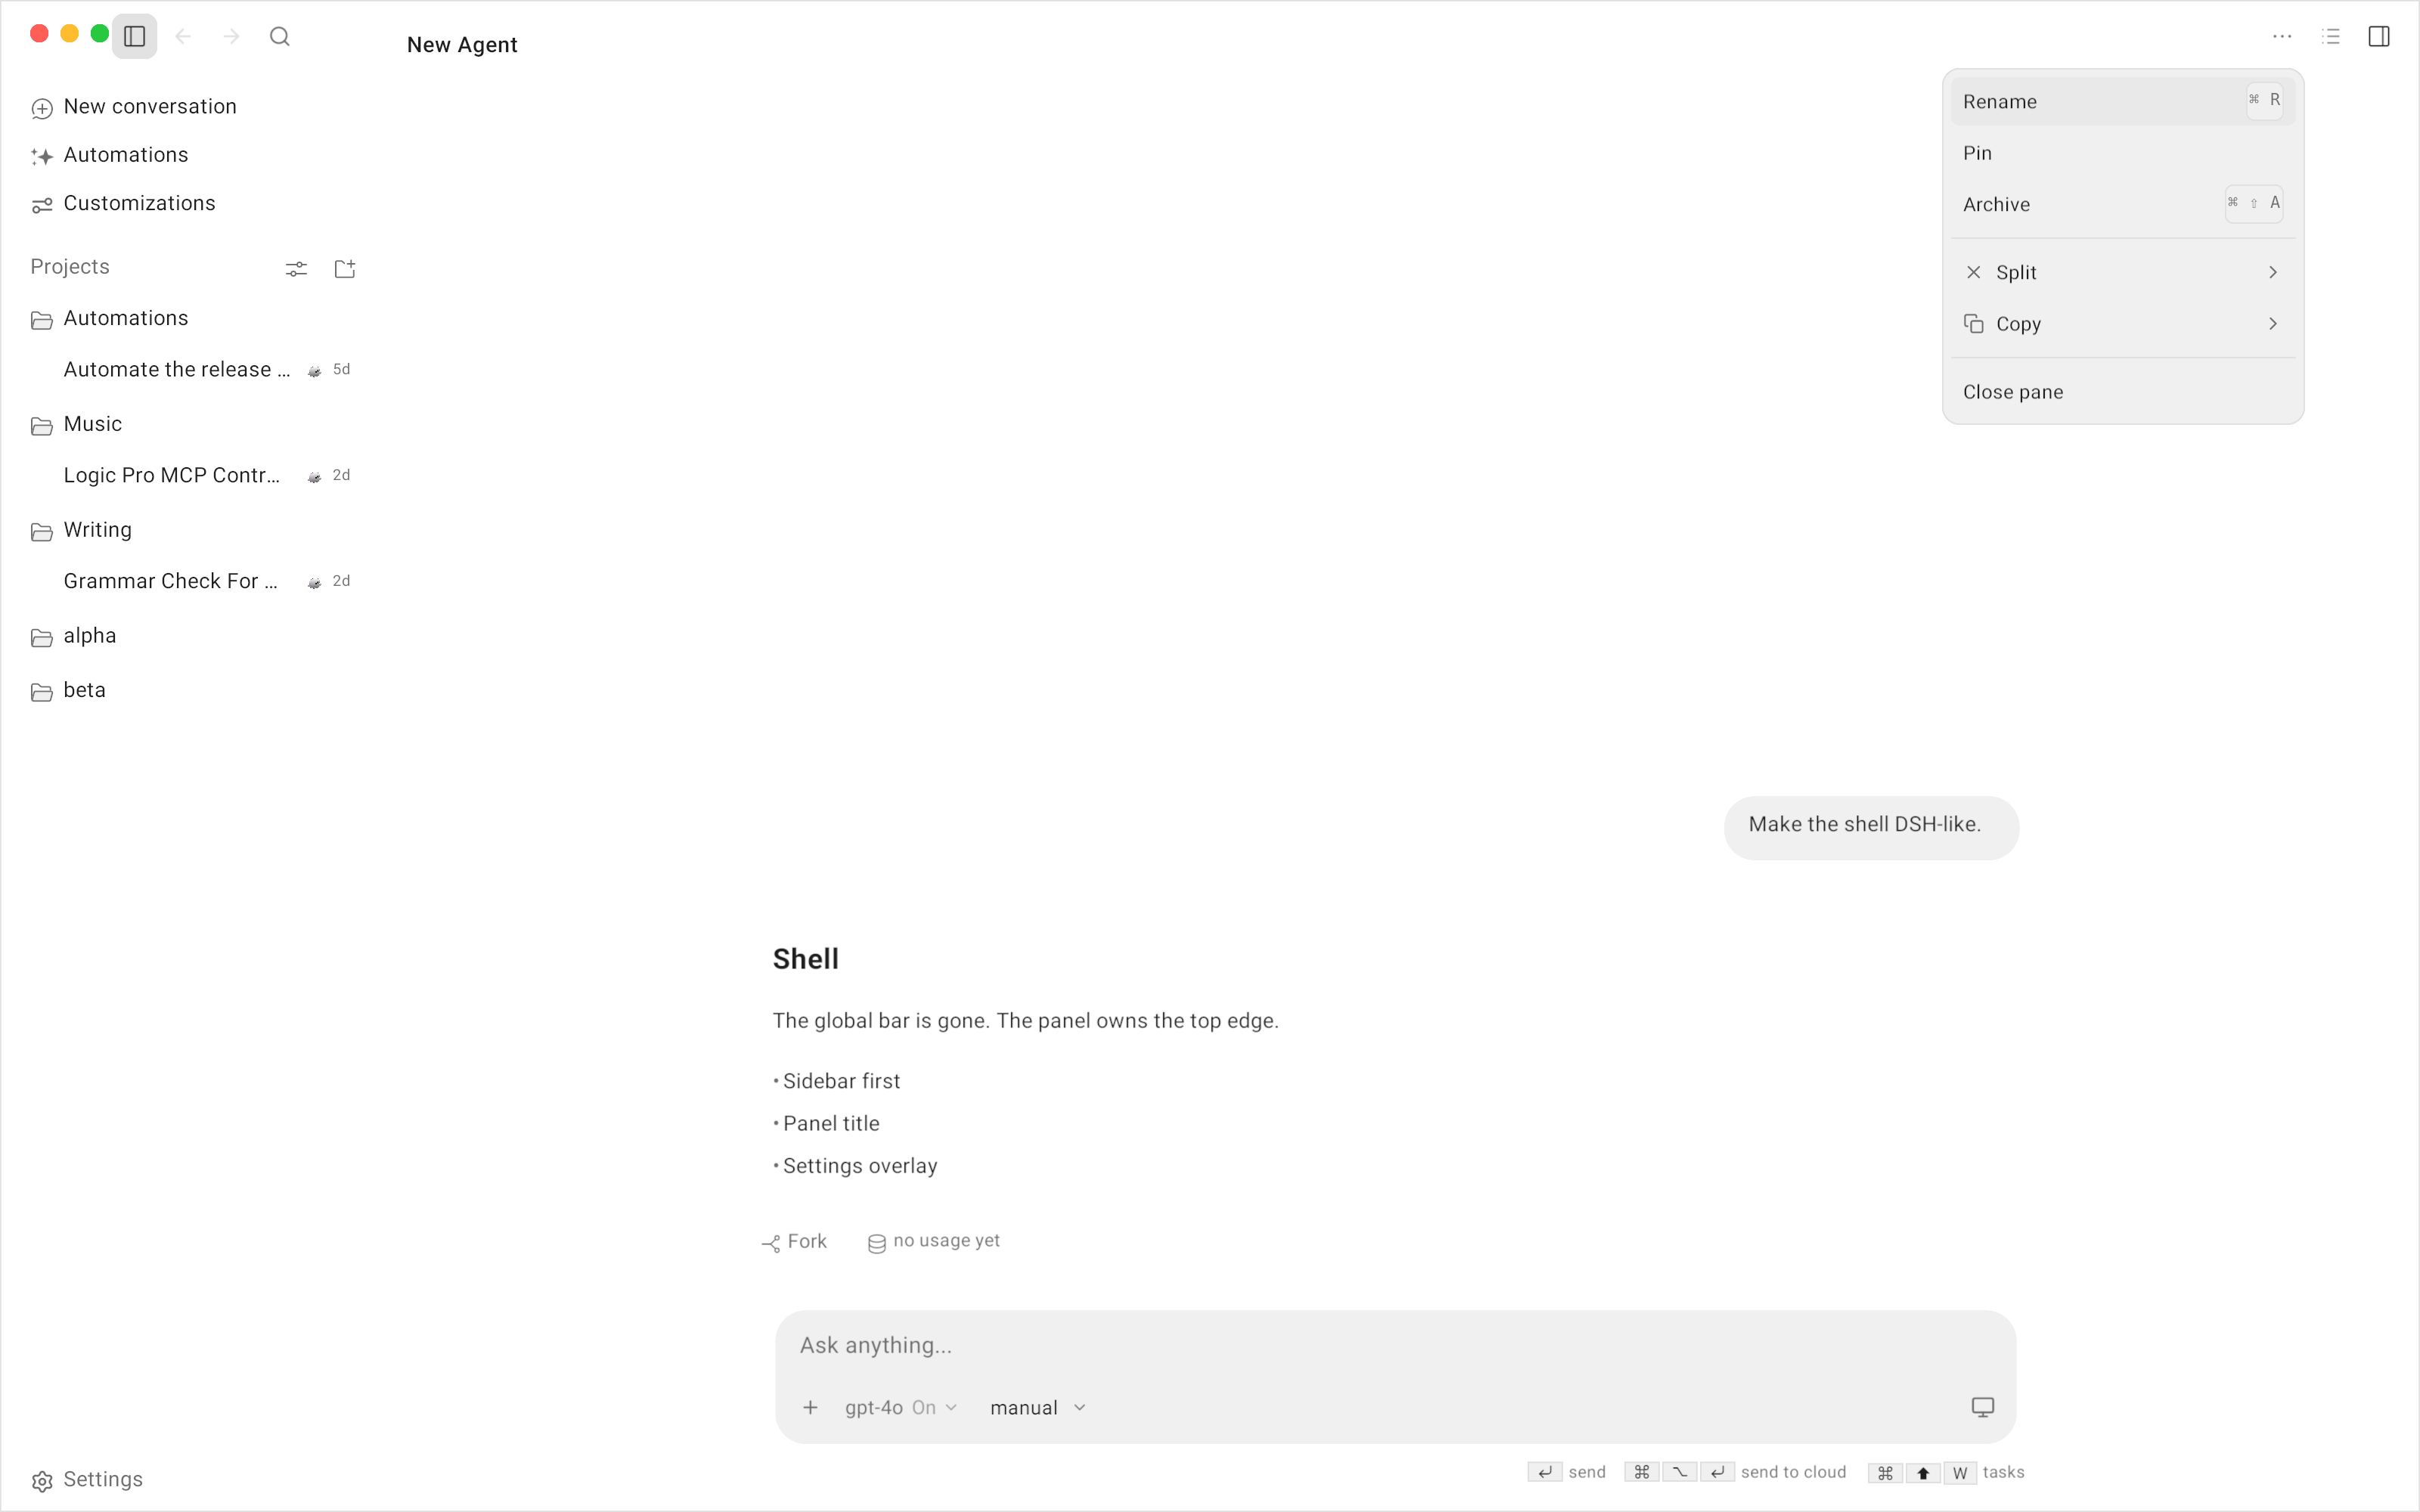 New Agent
New conversation
Automations
Customizations
Projects
Automations
Automate the release ... 5d
Music
Logic Pro MCP Contr... 2d
Writing
Grammar Check For ... 2d
alpha
beta
Settings
Rename ⌘ R
Pin
Archive ⌘ ⇧ A
Split
Copy
Close pane
Make the shell DSH-like.
Shell
The global bar is gone. The panel owns the top edge.
• Sidebar first
• Panel title
• Settings overlay
Fork no usage yet
Ask anything...
gpt-4o On manual
↵ send ⌘ ⌥ ↵ send to cloud ⌘ ⬆ W tasks